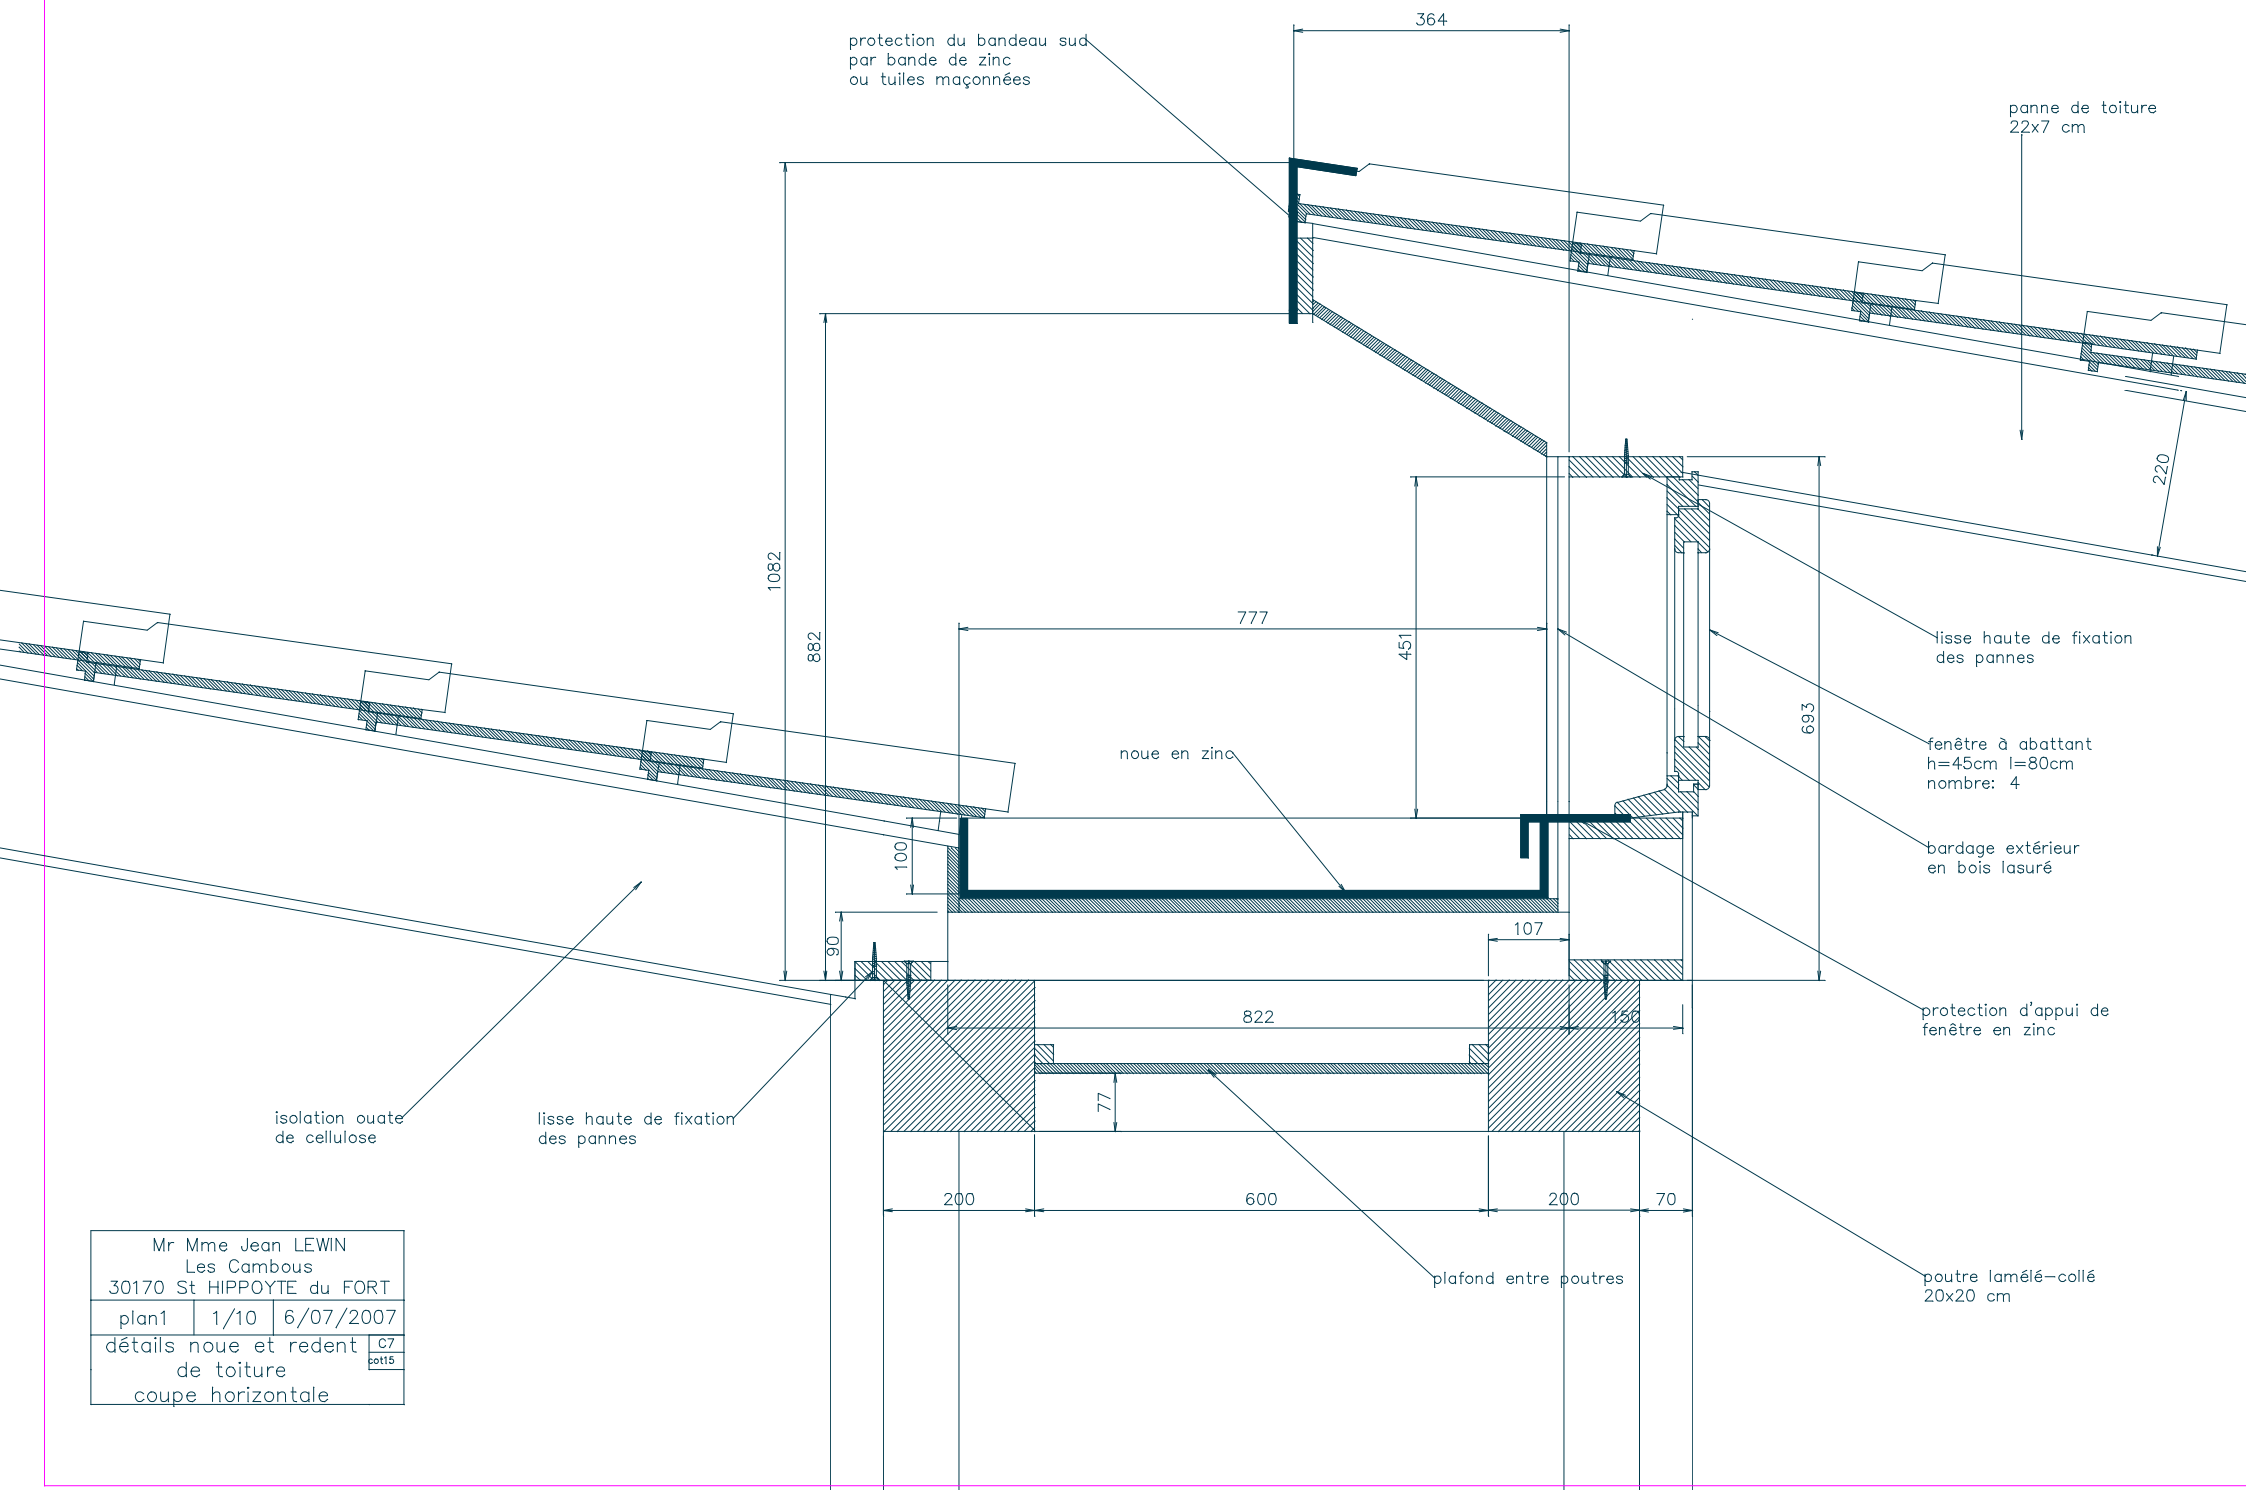 364
protection du bandeau sud
par bande de zinc
ou tuiles maçonnées
panne de toiture
22x7 cm
220
1082
882
777
451
693
lisse haute de fixation
des pannes
fenêtre à abattant
h=45cm l=80cm
nombre: 4
noue en zinc
bardage extérieur
en bois lasuré
100
90
107
822
150
protection d'appui de
fenêtre en zinc
77
isolation ouate
de cellulose
lisse haute de fixation
des pannes
200
600
200
70
plafond entre poutres
poutre lamélé-collé
20x20 cm
Mr Mme Jean LEWIN
Les Cambous
30170 St HIPPOYTE du FORT
plan1 1/10 6/07/2007
détails noue et redent
de toiture
coupe horizontale
C7
cot15